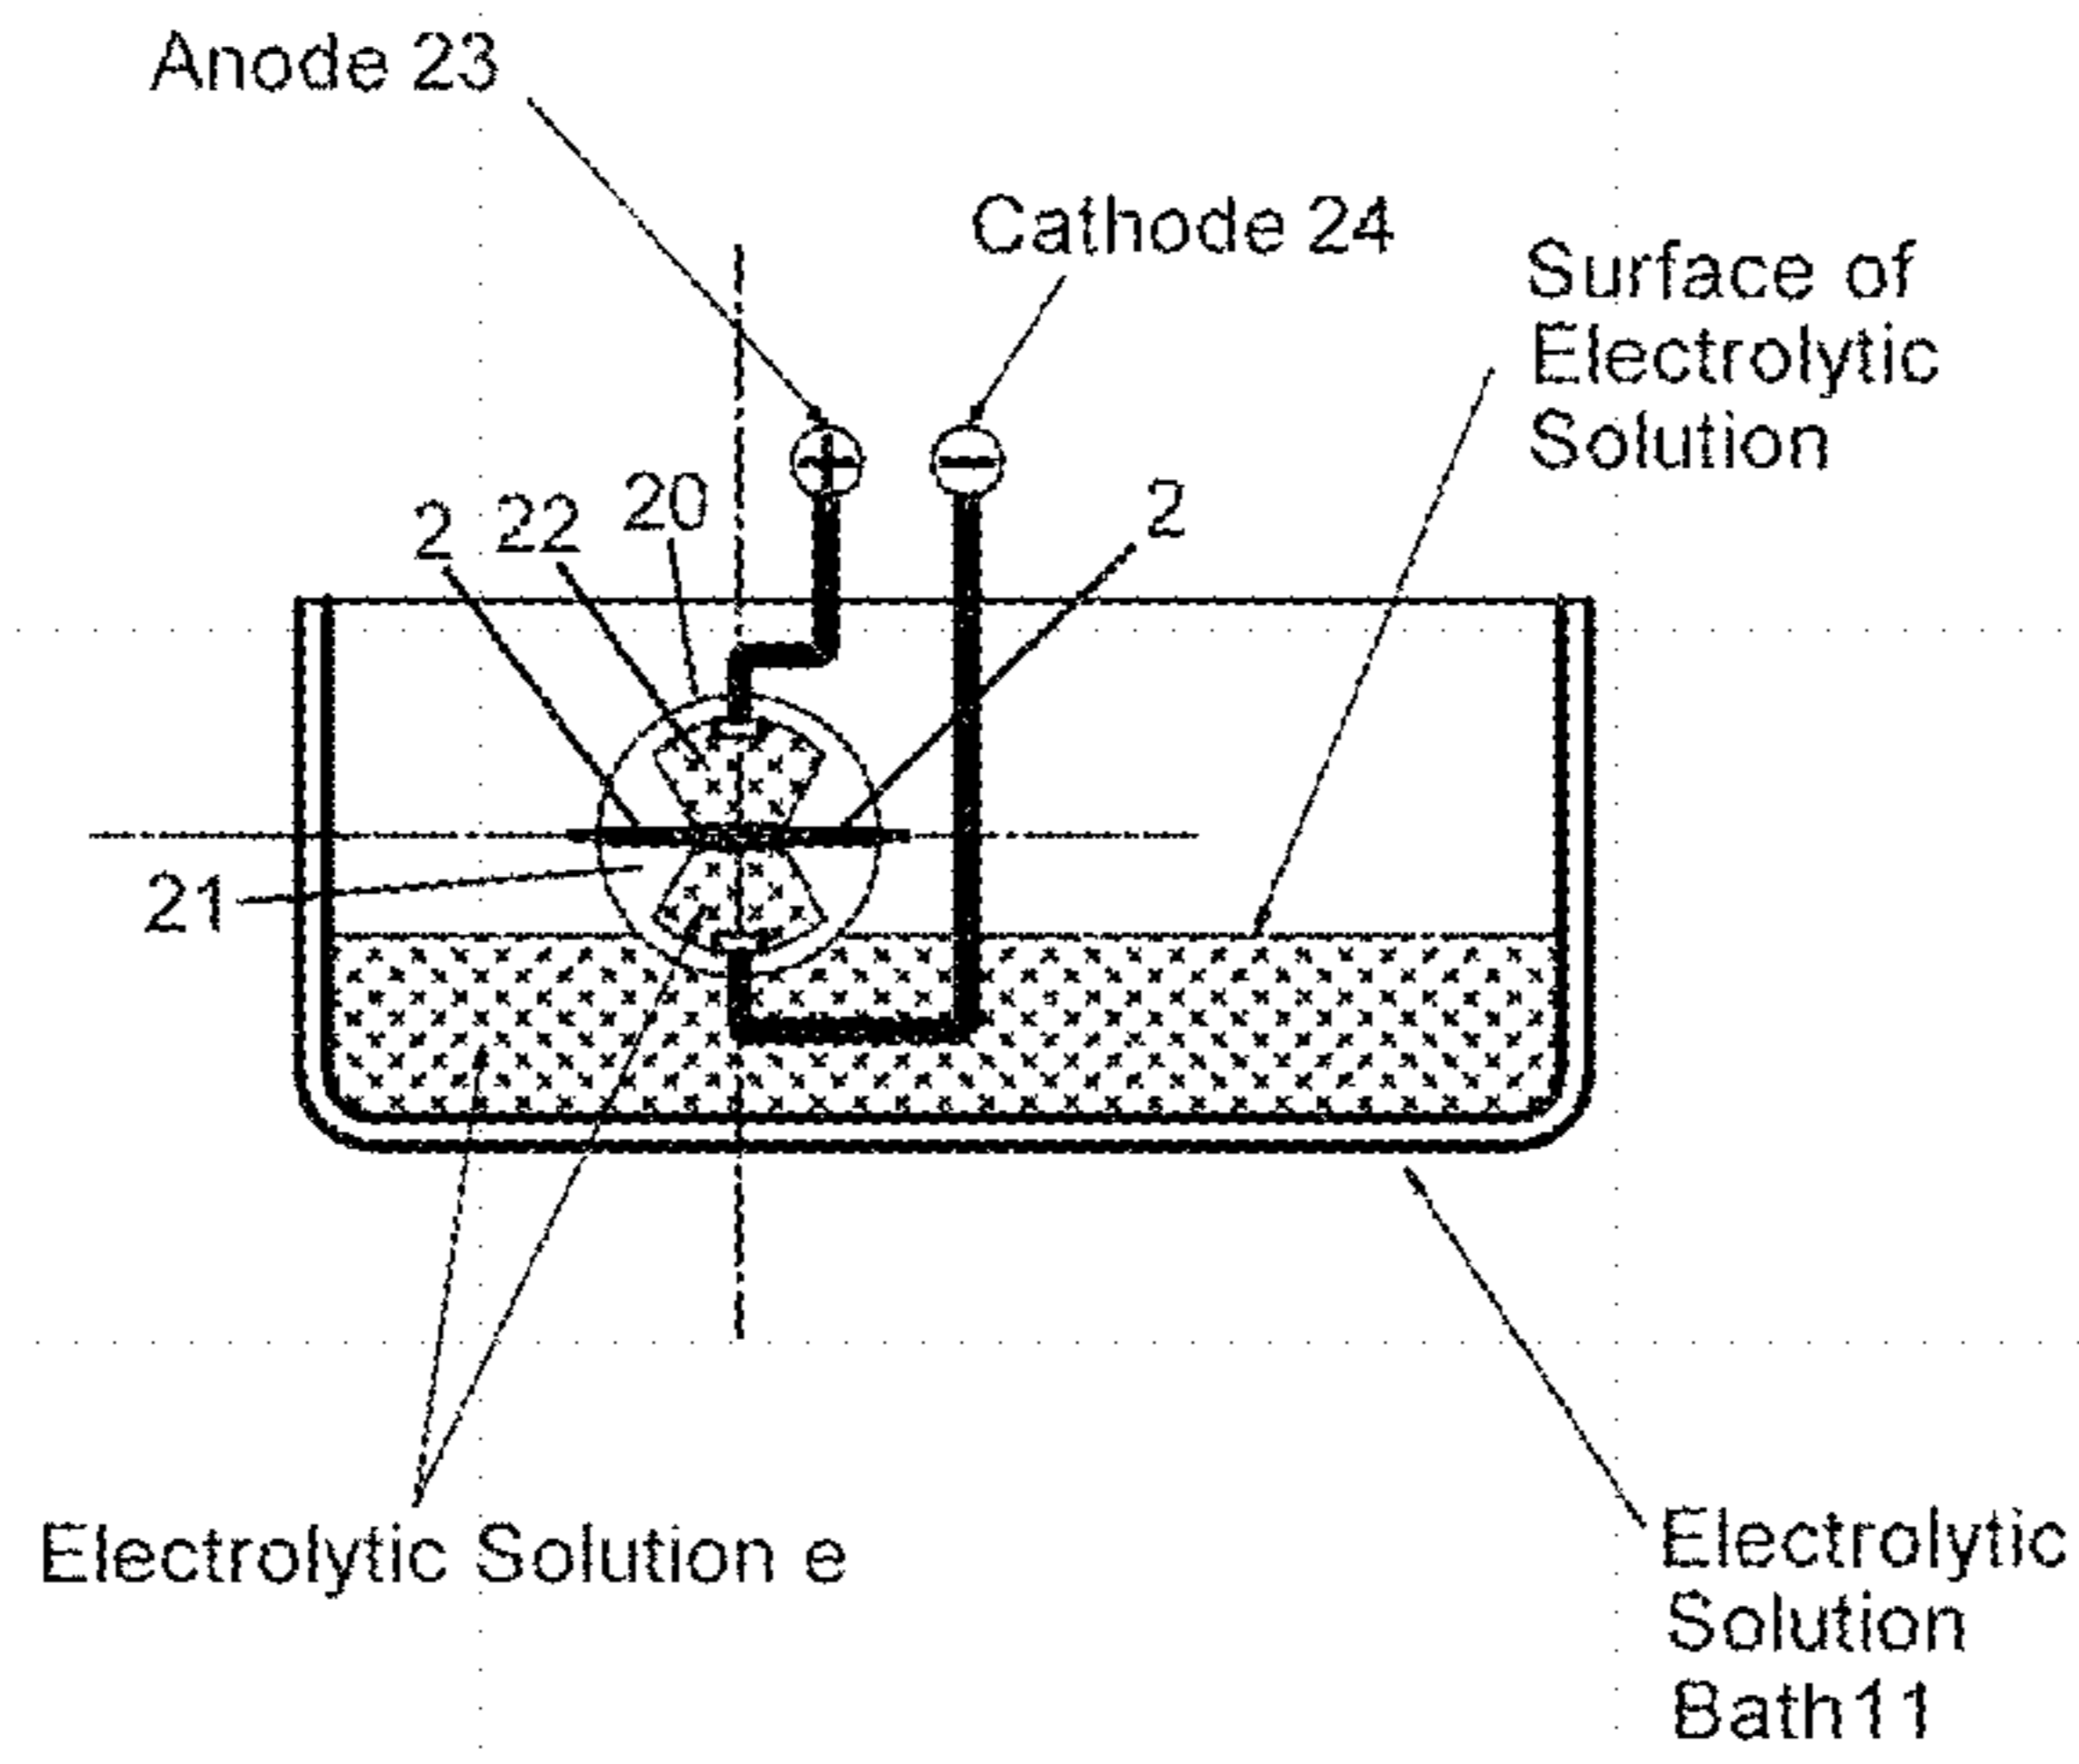 Anode 23
Cathode 24
Surface of
Electrolytic
Solution
2 22 20
2
21
Electrolytic Solution e
Electrolytic
Solution
Bath11